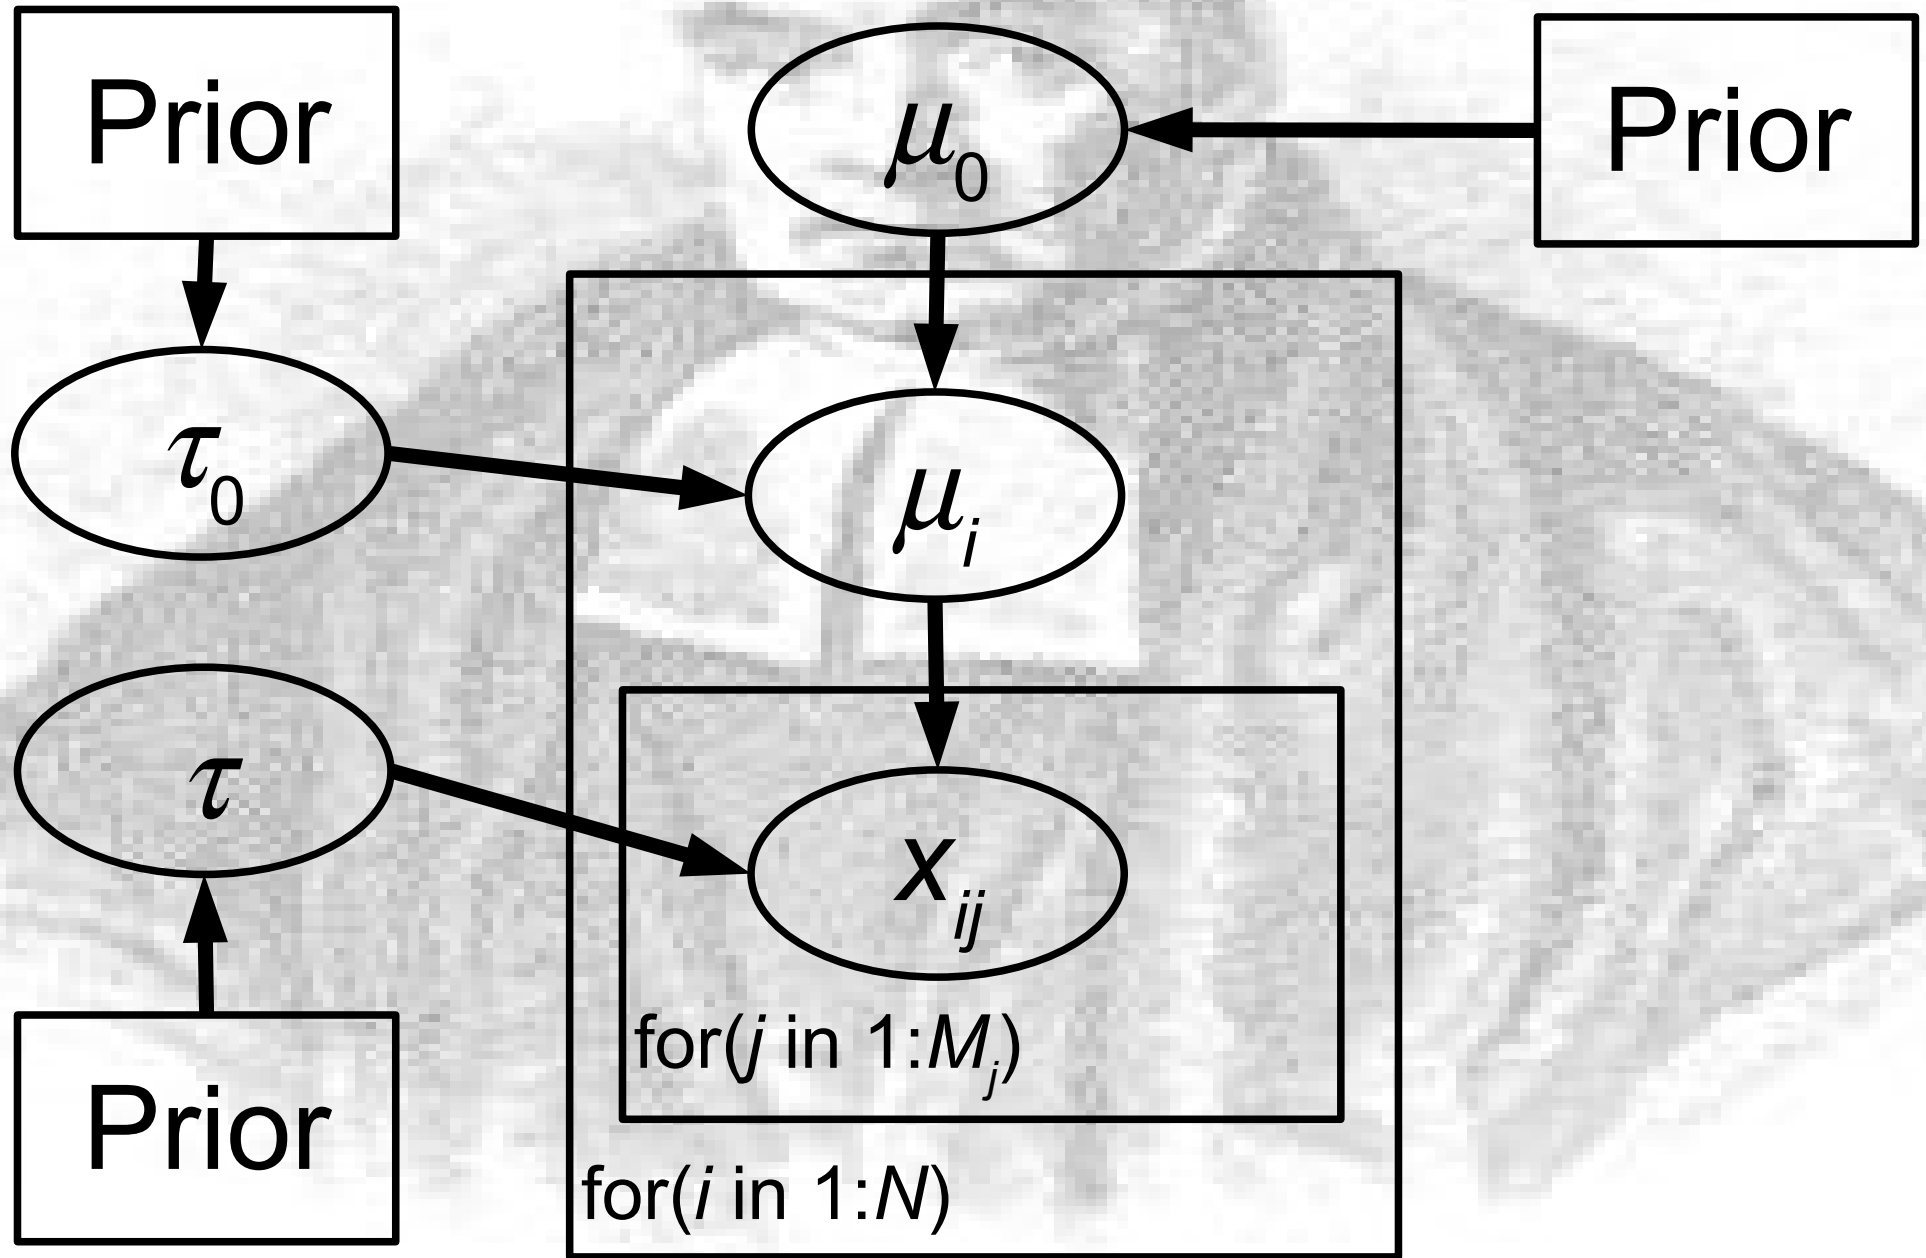 Prior
μ0
Prior
τ0
μi
τ
xij
for(j in 1:Mj)
Prior
for(i in 1:N)